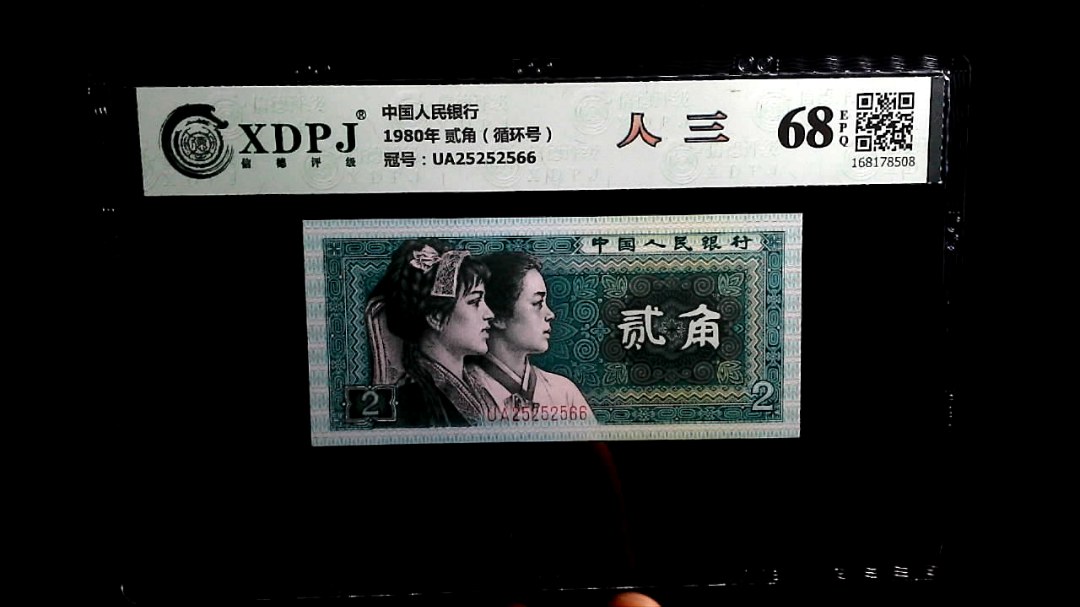 XDPJ®
信德评级
中国人民银行
1980年 贰角（循环号）
冠号：UA25252566
人 三
68 EPQ
168178508
中国人民银行
贰角
2
2
UA25252566